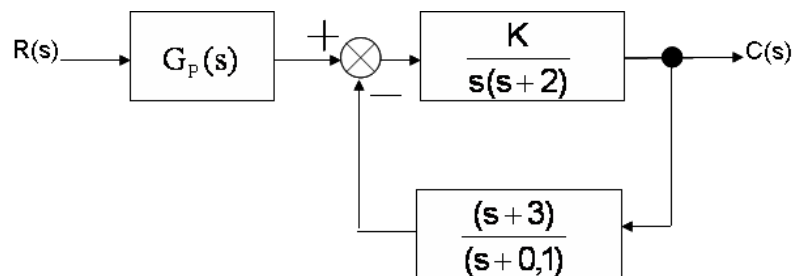 R(s)
G_P(s)
+
−
K
s(s+2)
C(s)
(s+3)
(s+0,1)